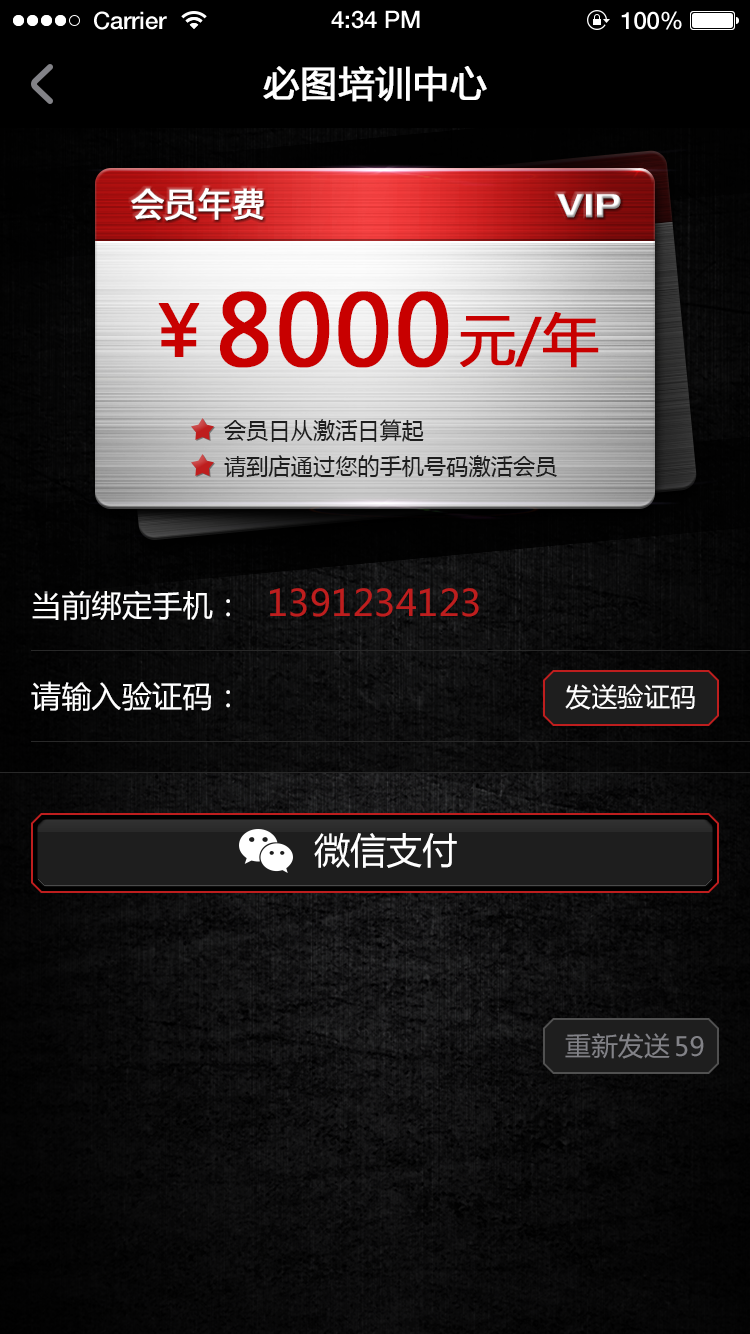 Carrier 4:34 PM 100%
必图培训中心
会员年费 VIP
¥8000元/年
会员日从激活日算起
请到店通过您的手机号码激活会员
当前绑定手机： 1391234123
请输入验证码： 发送验证码
微信支付
重新发送59